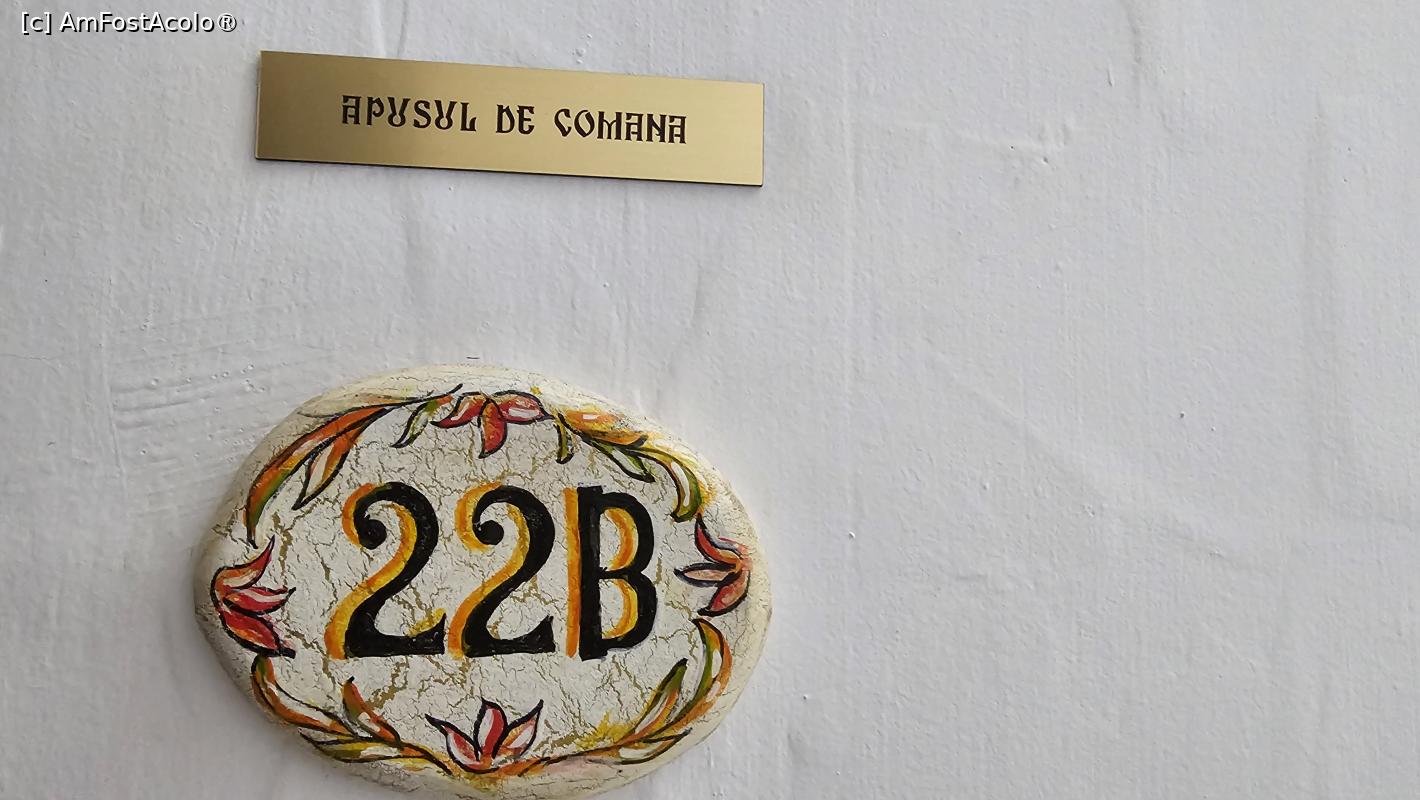 [c] AmFostAcolo®
APUSUL DE COMANA
22B